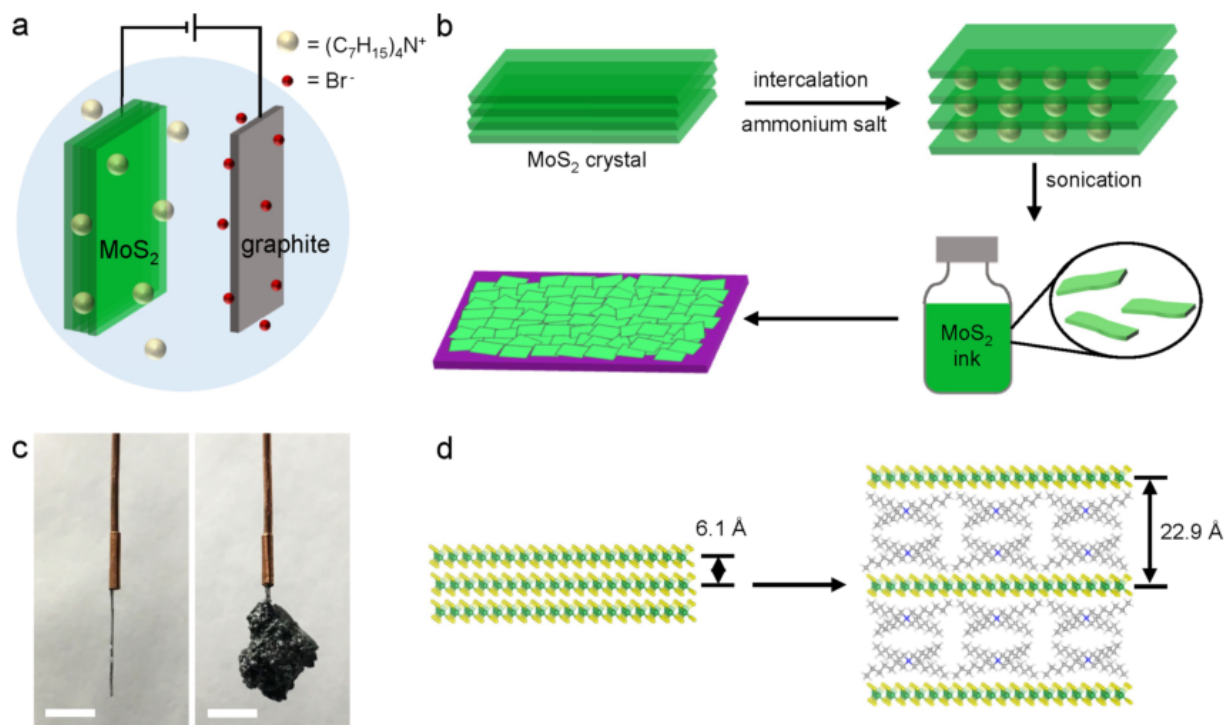 a
= (C₇H₁₅)₄N⁺
= Br⁻
MoS₂
graphite
b
MoS₂ crystal
intercalation
ammonium salt
sonication
MoS₂
ink
c
d
6.1 Å
22.9 Å